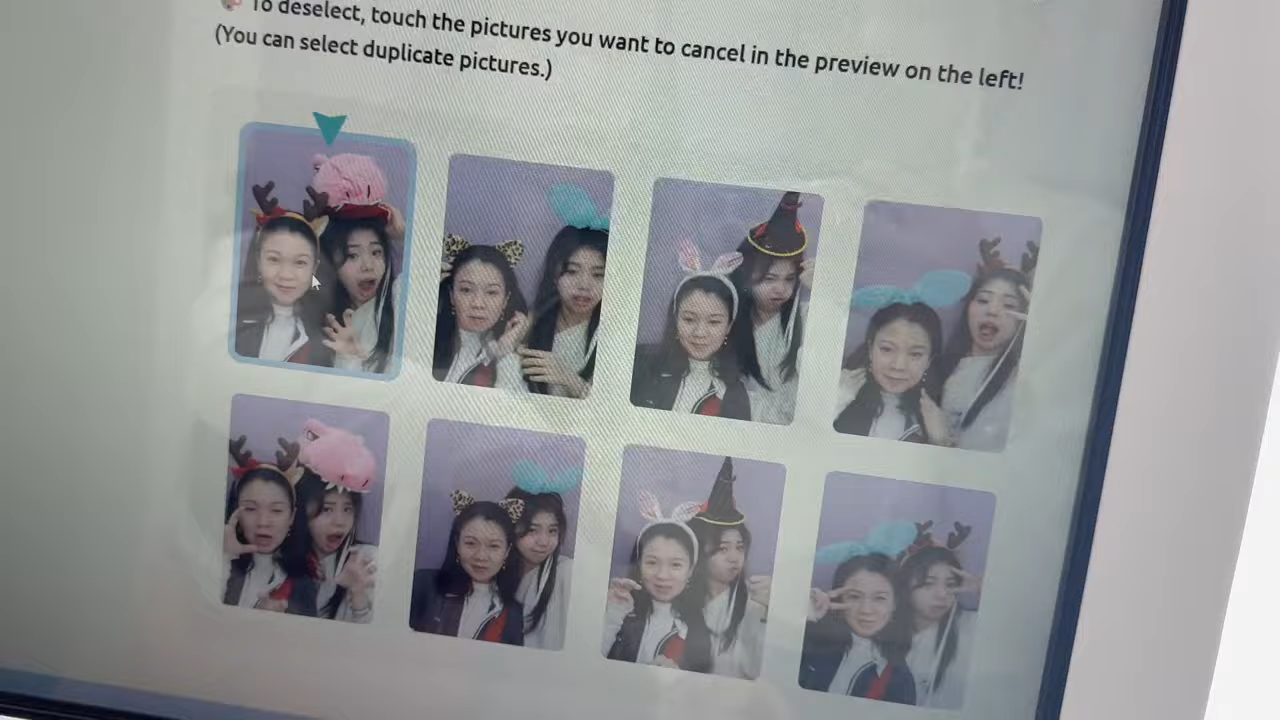 To deselect, touch the pictures you want to cancel in the preview on the left!
(You can select duplicate pictures.)